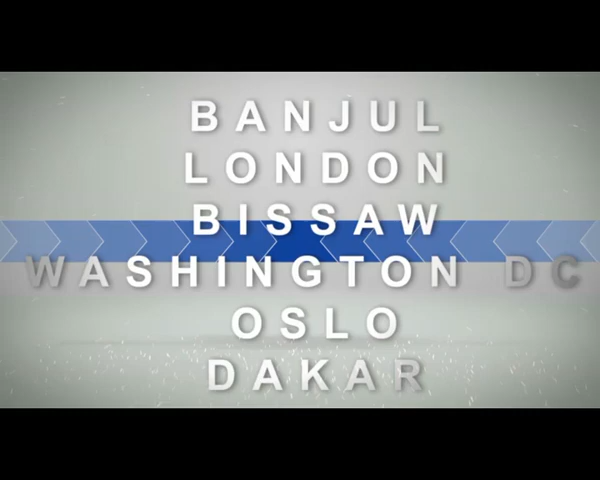 BANJUL
LONDON
BISSAW
WASHINGTON DC
OSLO
DAKAR